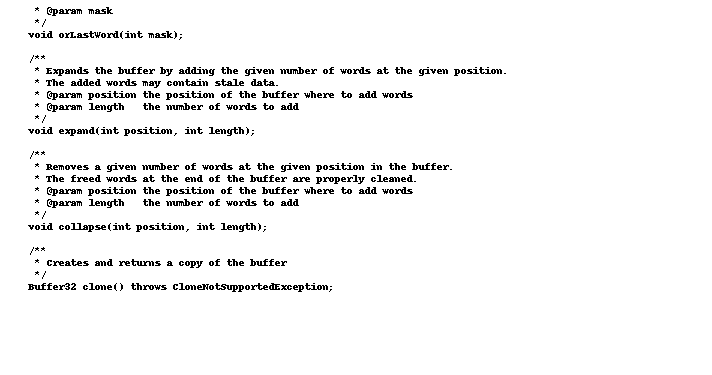 * @param mask
*/
void orLastWord(int mask);
/**
* Expands the buffer by adding the given number of words at the given position.
* The added words may contain stale data.
* @param position the position of the buffer where to add words
* @param length   the number of words to add
*/
void expand(int position, int length);
/**
* Removes a given number of words at the given position in the buffer.
* The freed words at the end of the buffer are properly cleaned.
* @param position the position of the buffer where to add words
* @param length   the number of words to add
*/
void collapse(int position, int length);
/**
* Creates and returns a copy of the buffer
*/
Buffer32 clone() throws CloneNotSupportedException;